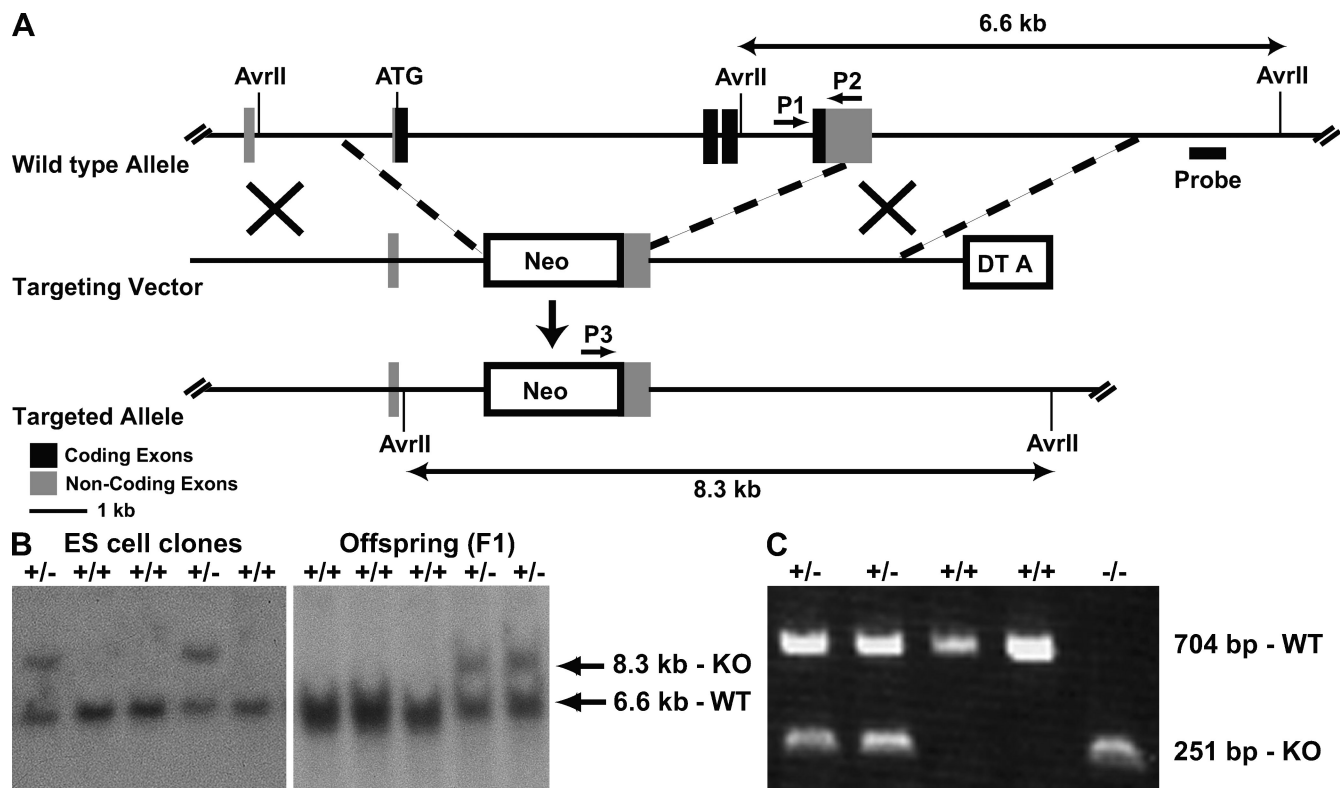 A
6.6 kb
AvrII
ATG
AvrII
P1
P2
AvrII
Wild type Allele
Probe
Neo
DT A
Targeting Vector
P3
Neo
Targeted Allele
AvrII
AvrII
Coding Exons
Non-Coding Exons
8.3 kb
1 kb
B
ES cell clones
Offspring (F1)
+/- +/+ +/+ +/- +/+
+/+ +/+ +/+ +/- +/-
8.3 kb - KO
6.6 kb - WT
C
+/- +/- +/+ +/+ -/-
704 bp - WT
251 bp - KO